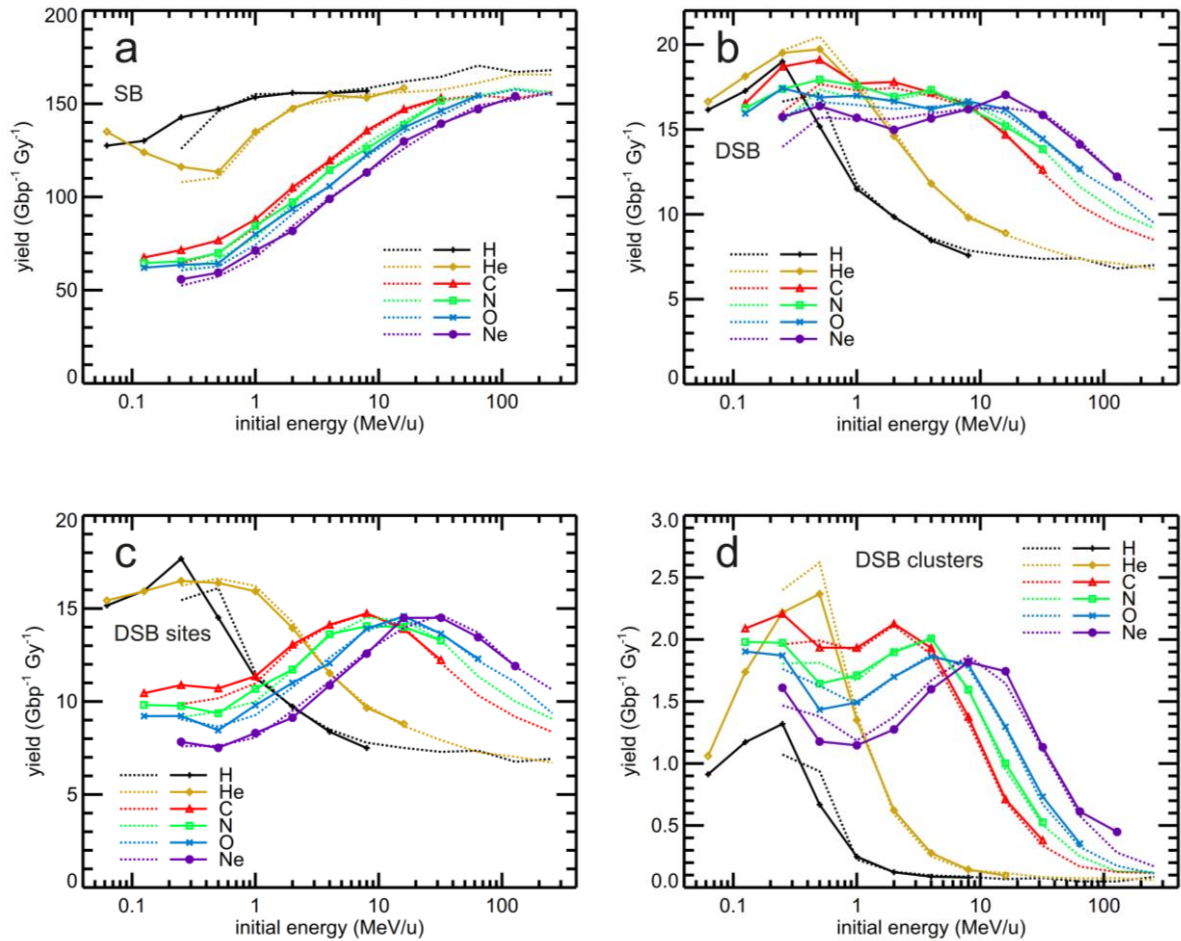 a
SB
yield (Gbp-1 Gy-1)
200
150
100
50
0
H
He
C
N
O
Ne
0.1 1 10 100
initial energy (MeV/u)
b
DSB
yield (Gbp-1 Gy-1)
20
15
10
5
0
H
He
C
N
O
Ne
0.1 1 10 100
initial energy (MeV/u)
c
DSB sites
yield (Gbp-1 Gy-1)
20
15
10
5
0
H
He
C
N
O
Ne
0.1 1 10 100
initial energy (MeV/u)
d
DSB clusters
yield (Gbp-1 Gy-1)
3.0
2.5
2.0
1.5
1.0
0.5
0.0
H
He
C
N
O
Ne
0.1 1 10 100
initial energy (MeV/u)